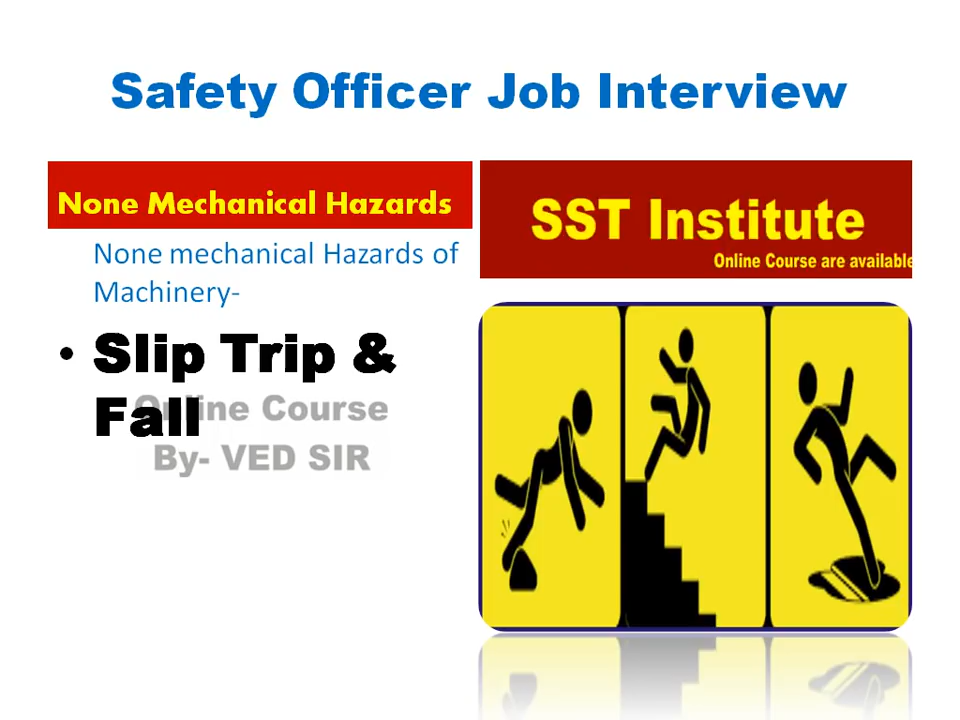 Safety Officer Job Interview
None Mechanical Hazards
SST Institute
Online Course are available
None mechanical Hazards of
Machinery-
• Slip Trip &
Fall
Online Course
By- VED SIR